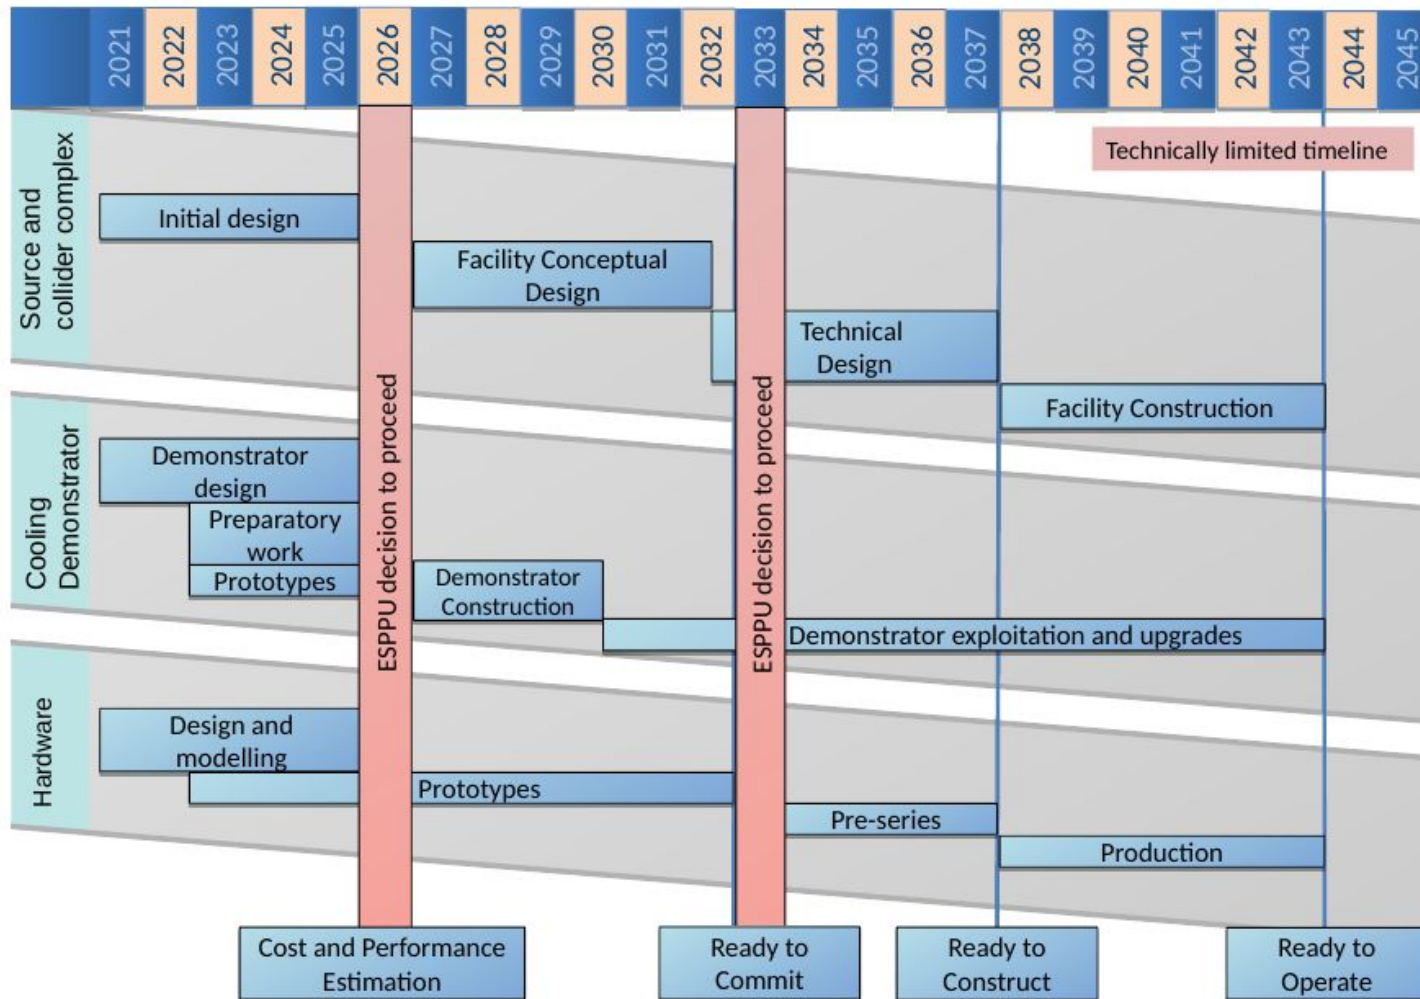 2021 2022 2023 2024 2025 2026 2027 2028 2029 2030 2031 2032 2033 2034 2035 2036 2037 2038 2039 2040 2041 2042 2043 2044 2045
Technically limited timeline
Source and
collider complex
Initial design
Facility Conceptual
Design
Technical
Design
Facility Construction
ESPPU decision to proceed
ESPPU decision to proceed
Cooling
Demonstrator
Demonstrator
design
Preparatory
work
Prototypes
Demonstrator
Construction
Demonstrator exploitation and upgrades
Hardware
Design and
modelling
Prototypes
Pre-series
Production
Cost and Performance
Estimation
Ready to
Commit
Ready to
Construct
Ready to
Operate